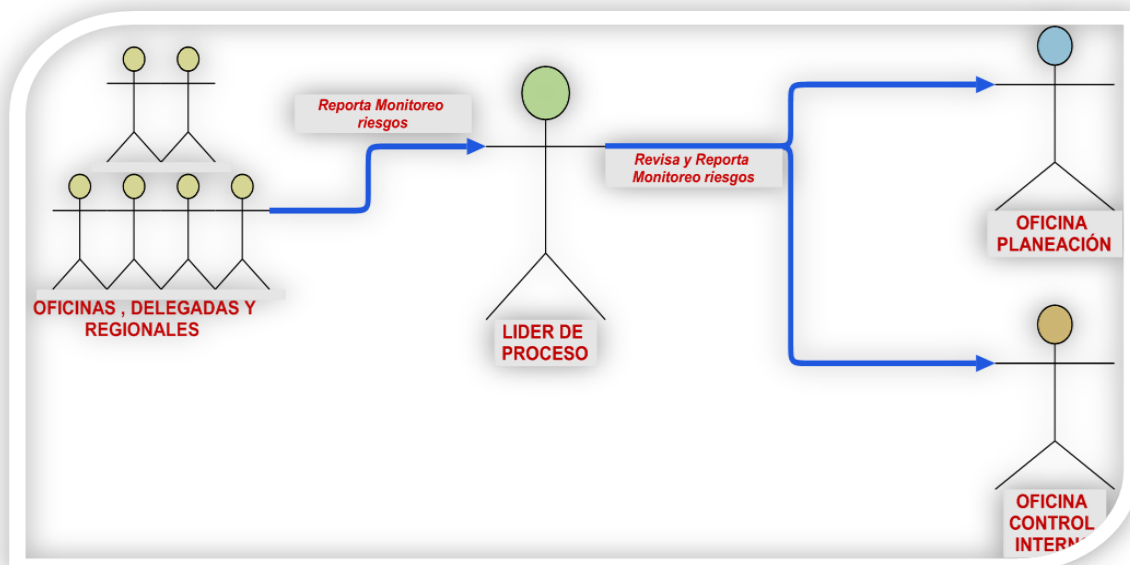 Reporta Monitoreo
riesgos
Revisa y Reporta
Monitoreo riesgos
OFICINAS , DELEGADAS Y
REGIONALES
LIDER DE
PROCESO
OFICINA
PLANEACIÓN
OFICINA
CONTROL